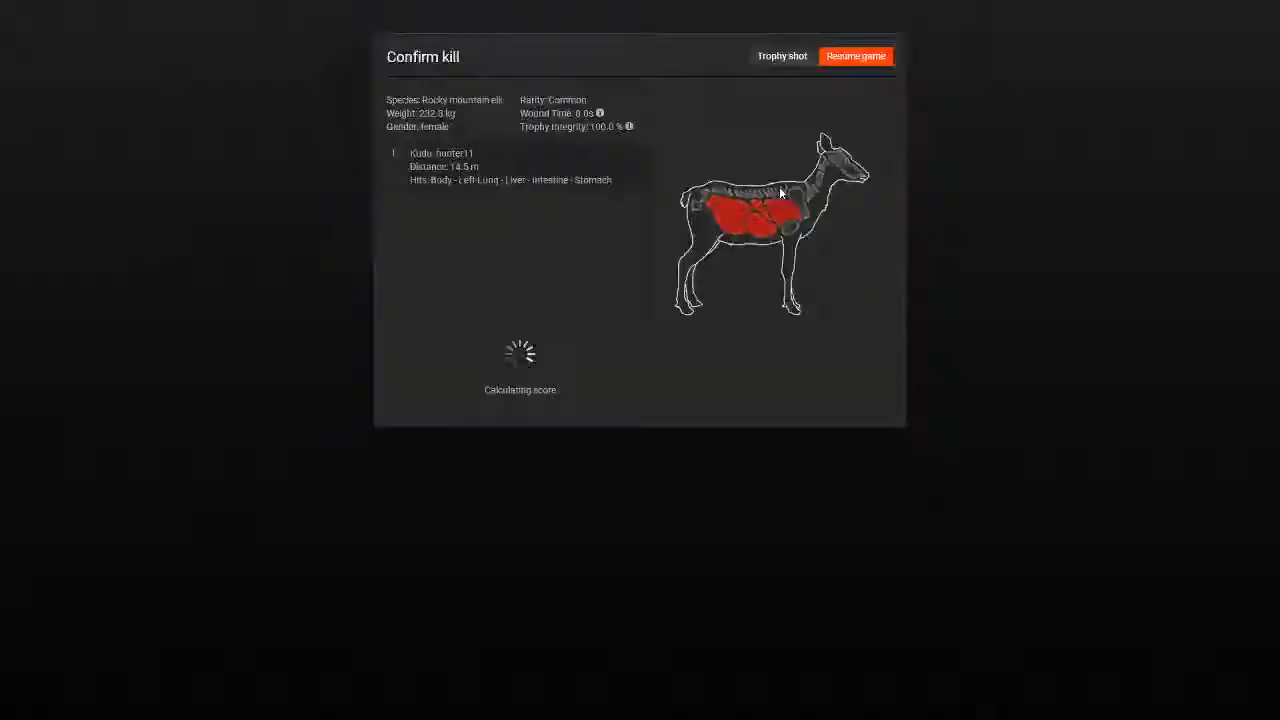 Confirm kill
Trophy shot
Resume game
Species: Rocky mountain elk
Weight: 232.8 kg
Gender: female
Rarity: Common
Wound Time: 0.0s
Trophy Integrity: 100.0 %
1 Kudu: hunter11
Distance: 14.5 m
Hits: Body - Left Lung - Liver - Intestine - Stomach
Calculating score